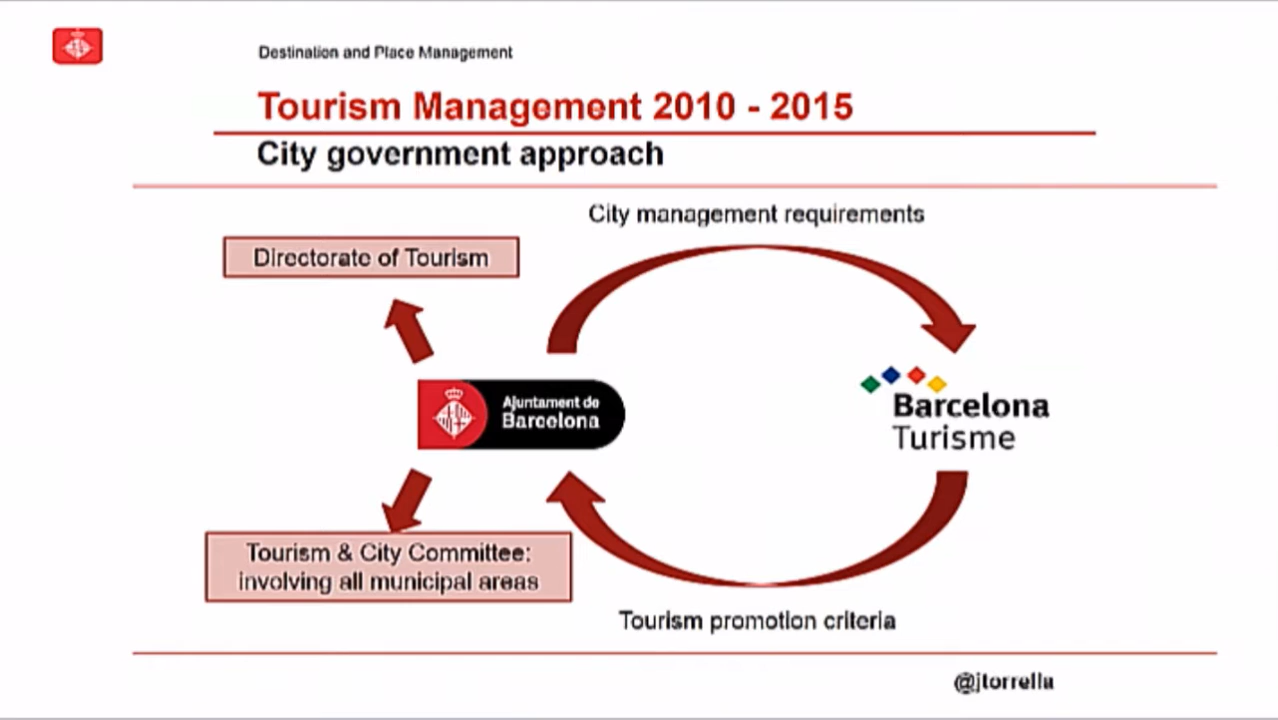 Destination and Place Management
Tourism Management 2010 - 2015
City government approach
City management requirements
Directorate of Tourism
Ajuntament de
Barcelona
Barcelona
Turisme
Tourism & City Committee:
involving all municipal areas
Tourism promotion criteria
@jtorrella